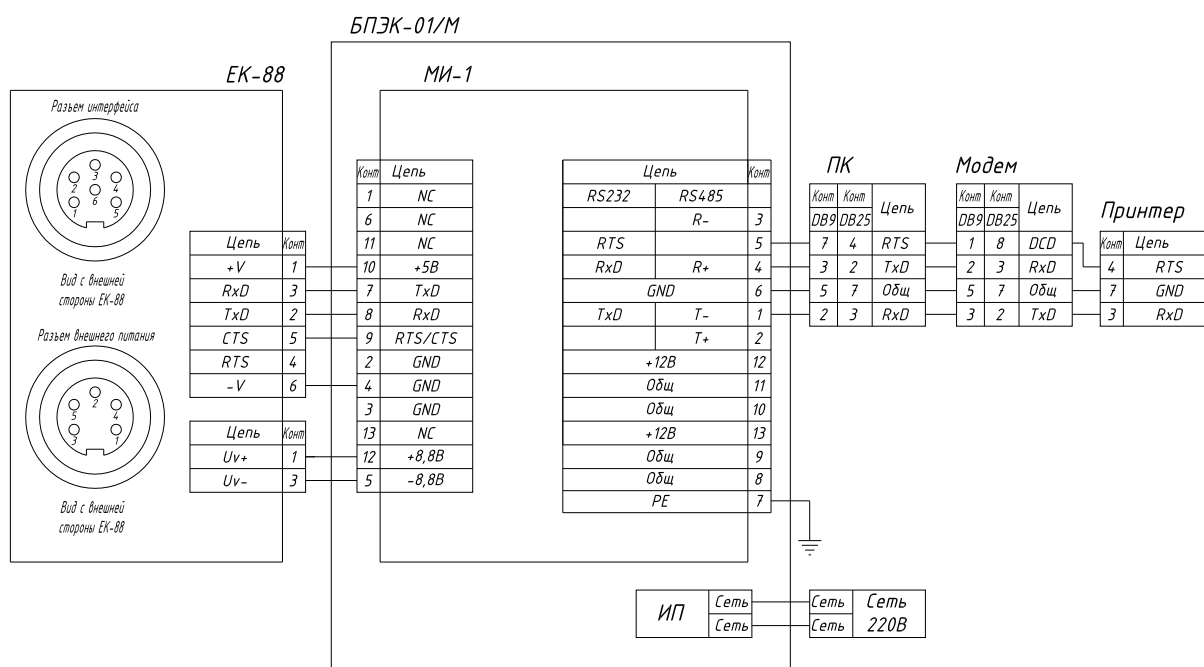 БПЭК-01/М
ЕК-88
МИ-1
Разъем интерфейса
3
2 4
6
1 5
Вид с внешней
стороны ЕК-88
Разъем внешнего питания
2
5 4
3 1
Вид с внешней
стороны ЕК-88
Цепь Конт
+V 1
RxD 3
TxD 2
CTS 5
RTS 4
-V 6
Цепь Конт
Uv+ 1
Uv- 3
Конт Цепь
1 NC
6 NC
11 NC
10 +5В
7 TxD
8 RxD
9 RTS/CTS
2 GND
4 GND
3 GND
13 NC
12 +8,8В
5 -8,8В
Цепь Конт
RS232 RS485
R- 3
RTS 5
RxD R+ 4
GND 6
TxD T- 1
T+ 2
+12В 12
Общ 11
Общ 10
+12В 13
Общ 9
Общ 8
PE 7
ПК
Конт Конт Цепь
DB9 DB25
7 4 RTS
3 2 TxD
5 7 Общ
2 3 RxD
Модем
Конт Конт Цепь
DB9 DB25
1 8 DCD
2 3 RxD
5 7 Общ
3 2 TxD
Принтер
Конт Цепь
4 RTS
7 GND
3 RxD
ИП Сеть
Сеть
Сеть Сеть
Сеть 220В